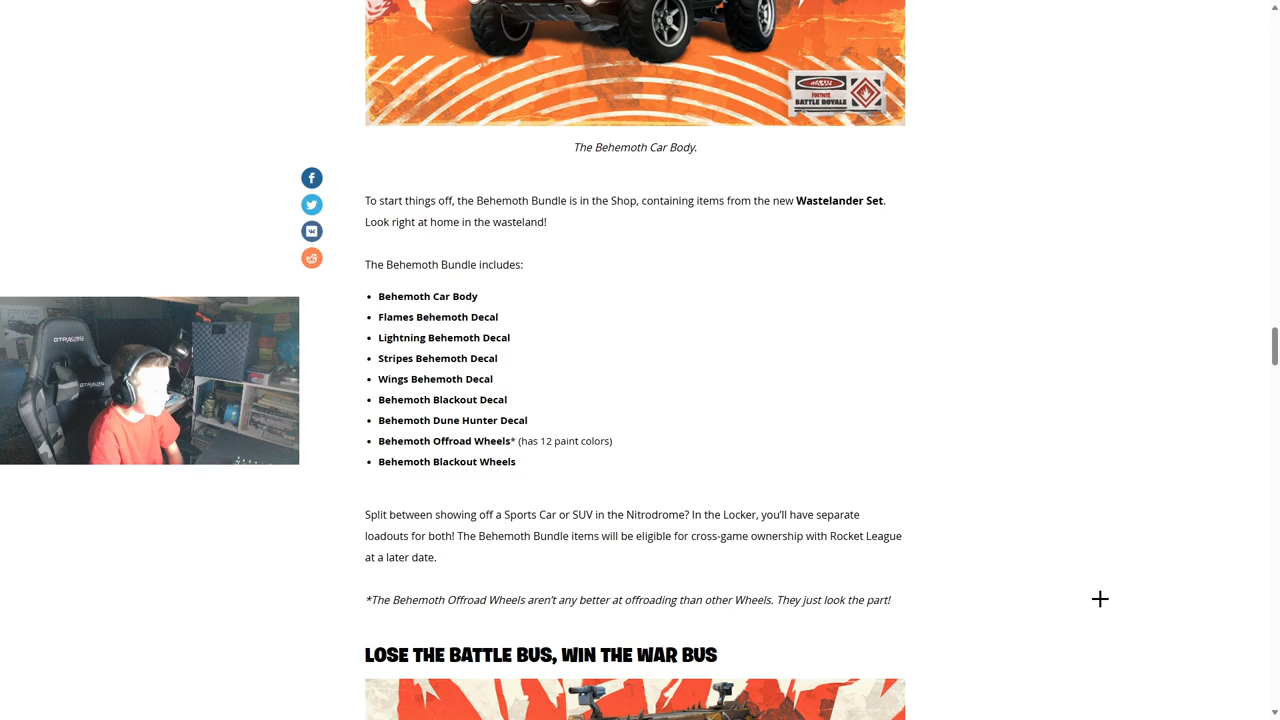 FORTNITE
BATTLE ROYALE
The Behemoth Car Body.
To start things off, the Behemoth Bundle is in the Shop, containing items from the new Wastelander Set.
Look right at home in the wasteland!
The Behemoth Bundle includes:
• Behemoth Car Body
• Flames Behemoth Decal
• Lightning Behemoth Decal
• Stripes Behemoth Decal
• Wings Behemoth Decal
• Behemoth Blackout Decal
• Behemoth Dune Hunter Decal
• Behemoth Offroad Wheels* (has 12 paint colors)
• Behemoth Blackout Wheels
GTRACING
GTRACING
Split between showing off a Sports Car or SUV in the Nitrodrome? In the Locker, you'll have separate
loadouts for both! The Behemoth Bundle items will be eligible for cross-game ownership with Rocket League
at a later date.
*The Behemoth Offroad Wheels aren't any better at offroading than other Wheels. They just look the part!
LOSE THE BATTLE BUS, WIN THE WAR BUS